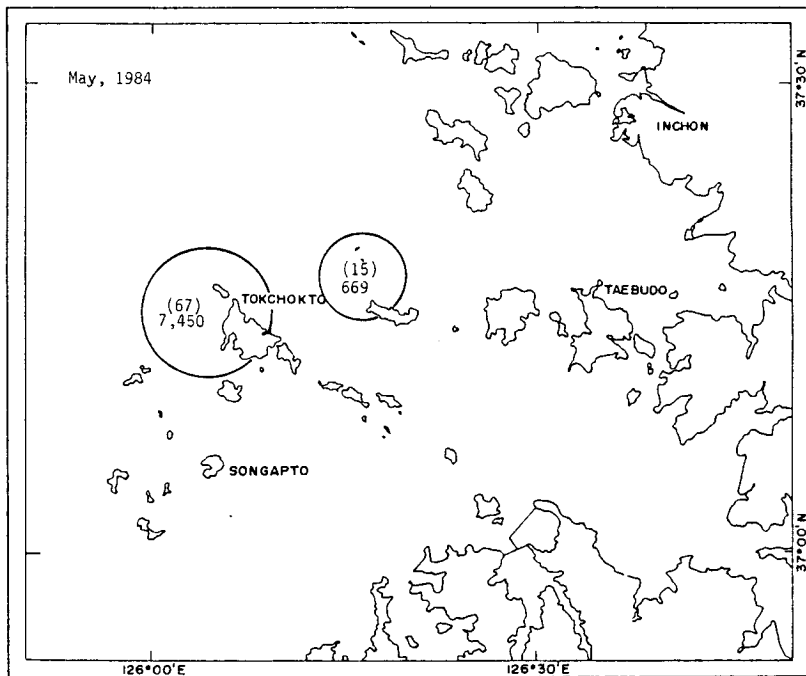 May, 1984
37°30'N
INCHON
(15)
669
(67)
7,450
TOKCHOKTO
TAEBUDO
SONGAPTO
37°00'N
126°00'E
126°30'E